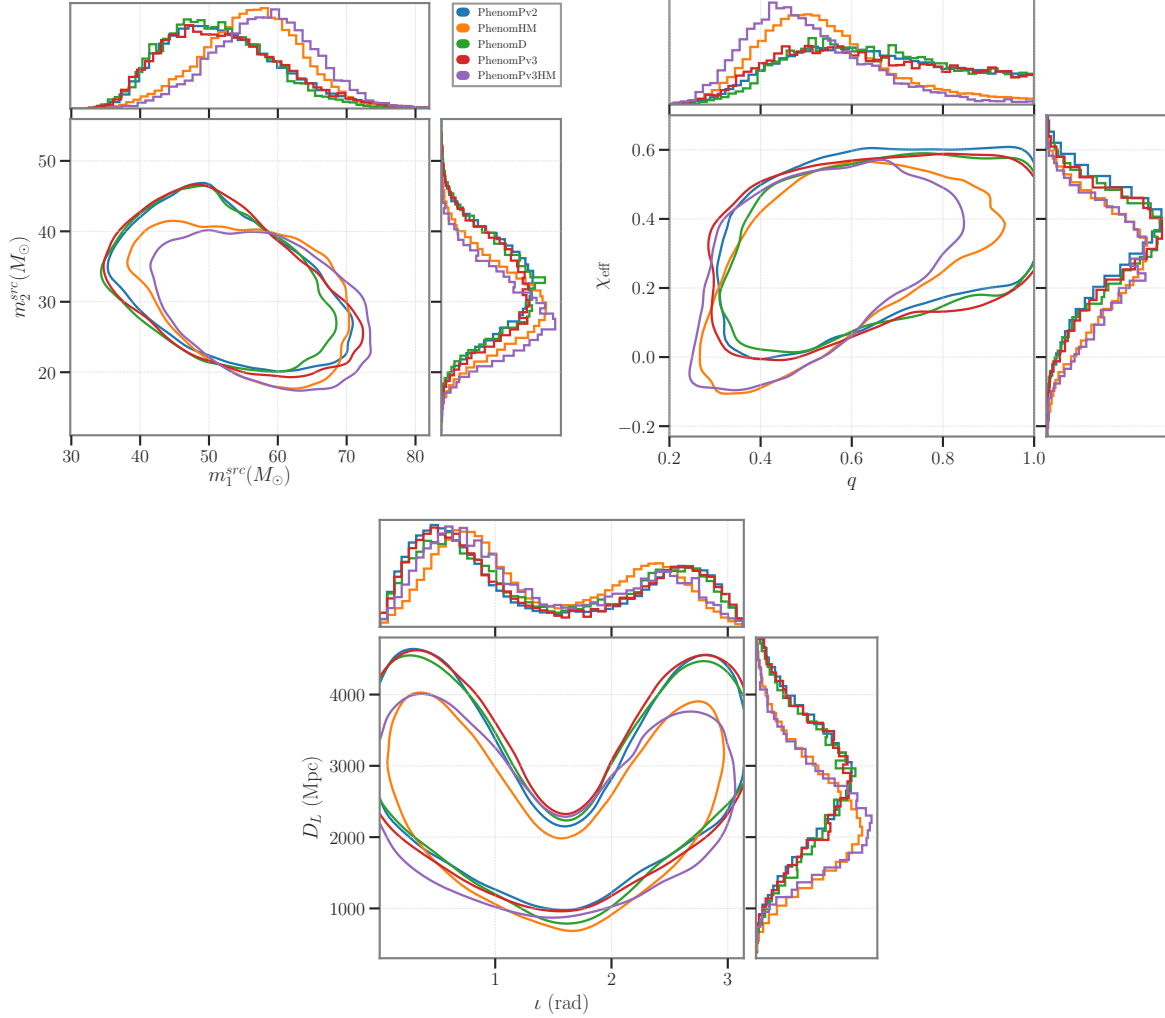 PhenomPv2
PhenomHM
PhenomD
PhenomPv3
PhenomPv3HM
50
40
30
20
m_2^{src}(M_⊙)
30 40 50 60 70 80
m_1^{src}(M_⊙)
0.6
0.4
0.2
0.0
−0.2
χ_eff
0.2 0.4 0.6 0.8 1.0
q
4000
3000
2000
1000
D_L (Mpc)
1 2 3
ι (rad)